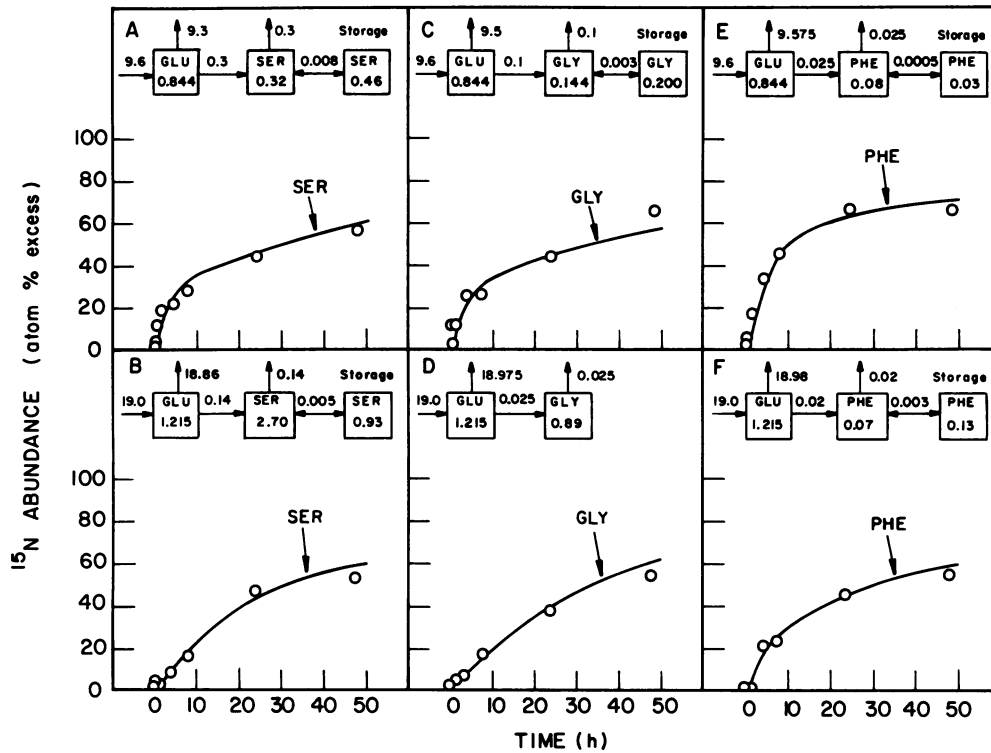 A 9.3 0.3 Storage
9.6 GLU 0.3 SER 0.008 SER
0.844 0.32 0.46
C 9.5 0.1 Storage
9.6 GLU 0.1 GLY 0.003 GLY
0.844 0.144 0.200
E 9.575 0.025 Storage
9.6 GLU 0.025 PHE 0.0005 PHE
0.844 0.08 0.03
100
80
60
40
20
0
SER
GLY
PHE
B 18.86 0.14 Storage
19.0 GLU 0.14 SER 0.005 SER
1.215 2.70 0.93
D 18.975 0.025
19.0 GLU 0.025 GLY
1.215 0.89
F 18.98 0.02 Storage
19.0 GLU 0.02 PHE 0.003 PHE
1.215 0.07 0.13
100
80
60
40
20
0
SER
GLY
PHE
0 10 20 30 40 50
0 10 20 30 40 50
0 10 20 30 40 50
TIME (h)
15N ABUNDANCE (atom % excess)